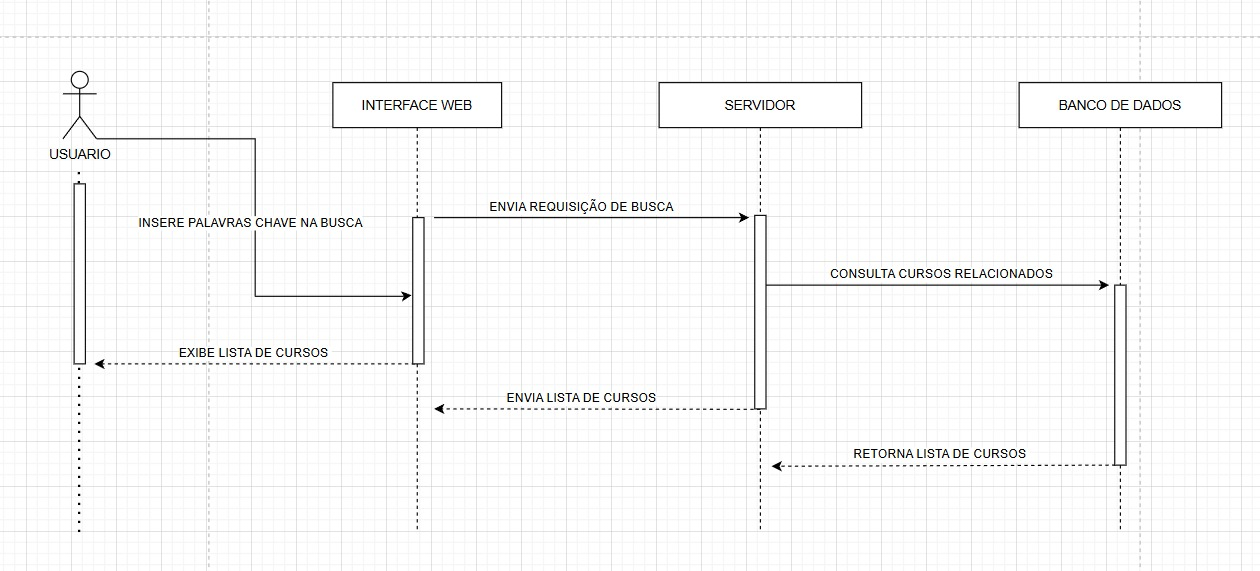 INTERFACE WEB
SERVIDOR
BANCO DE DADOS
USUARIO
ENVIA REQUISIÇÃO DE BUSCA
INSERE PALAVRAS CHAVE NA BUSCA
CONSULTA CURSOS RELACIONADOS
EXIBE LISTA DE CURSOS
ENVIA LISTA DE CURSOS
RETORNA LISTA DE CURSOS